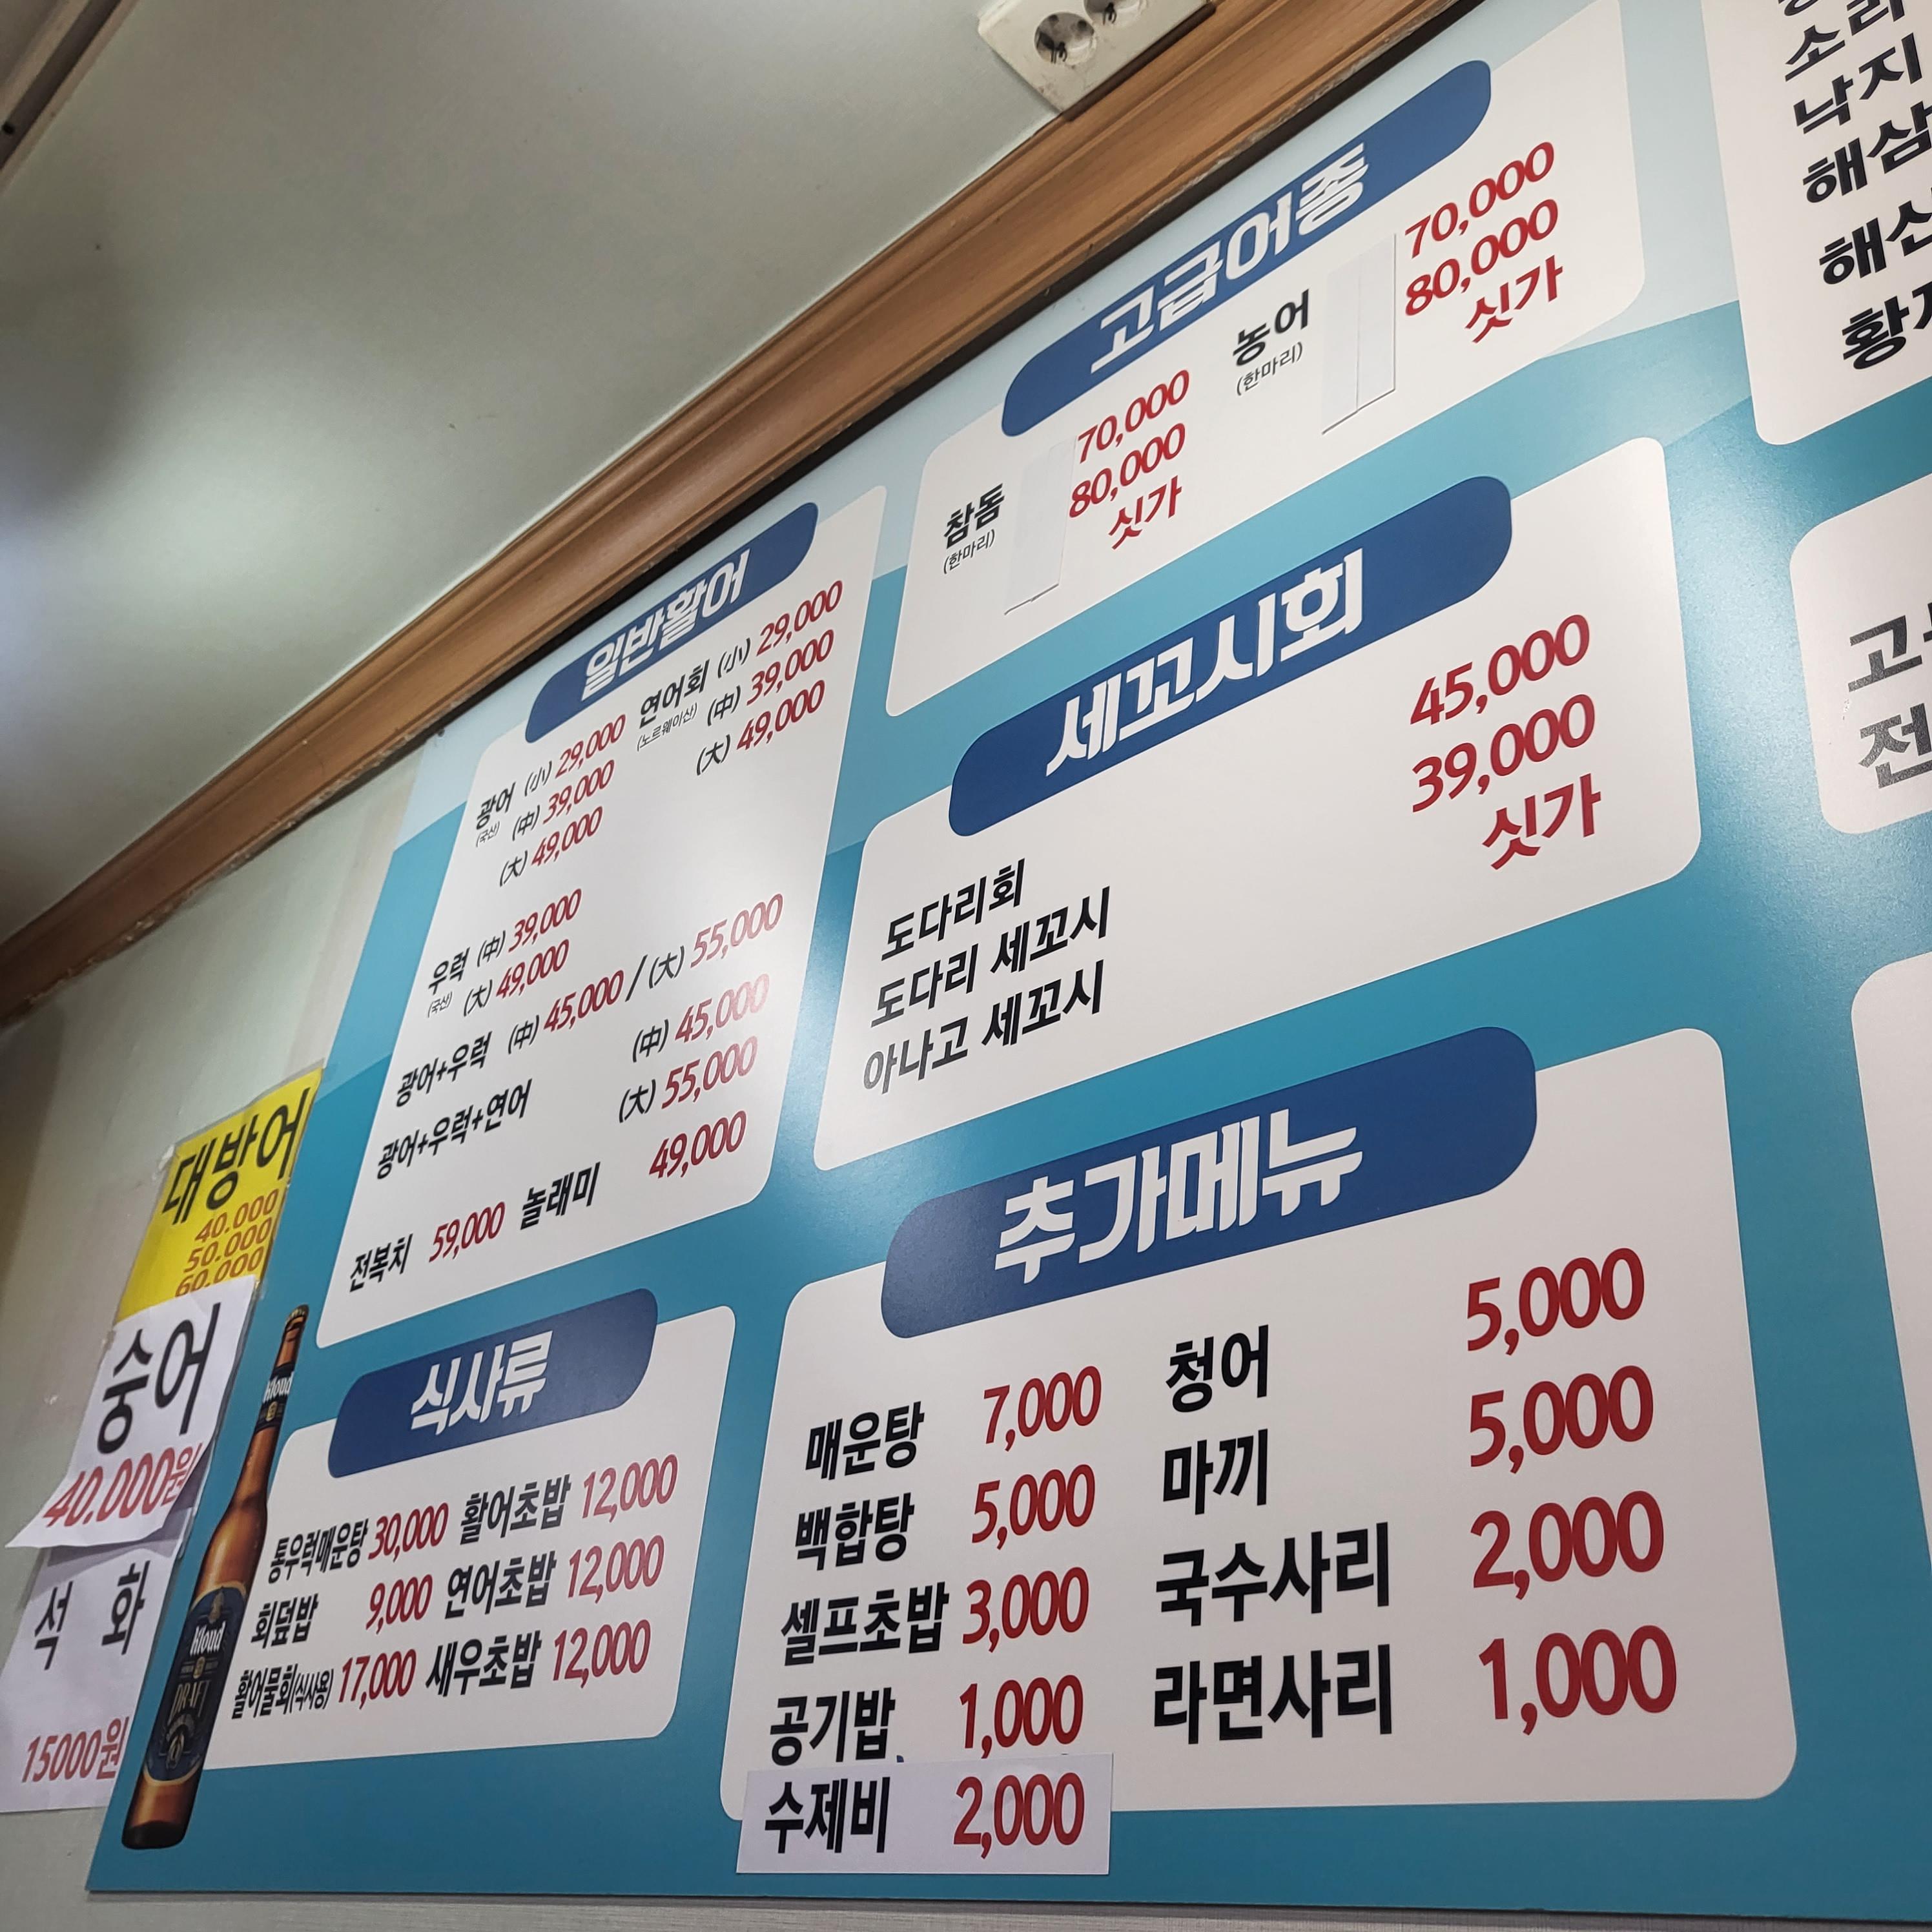 일반활어
광어 (小) 29,000 연어회 (小) 29,000
(국산) (中) 39,000 (노르웨이산) (中) 39,000
(大) 49,000 (大) 49,000
우럭 (中) 39,000
(국산) (大) 49,000
광어+우럭 (中) 45,000 / (大) 55,000
광어+우럭+연어 (中) 45,000
(大) 55,000
전복치 59,000 놀래미 49,000
식사류
통우럭매운탕 30,000 활어초밥 12,000
회덮밥 9,000 연어초밥 12,000
활어물회(식사용) 17,000 새우초밥 12,000
고급어종
참돔 70,000
(한마리) 80,000
싯가
농어 70,000
(한마리) 80,000
싯가
세꼬시회
도다리회 45,000
도다리 세꼬시 39,000
아나고 세꼬시 싯가
추가메뉴
매운탕 7,000 청어 5,000
백합탕 5,000 마끼 5,000
셀프초밥 3,000 국수사리 2,000
공기밥 1,000 라면사리 1,000
수제비 2,000
낙지
해삼
대방어
40.000
50.000
60.000
숭어
40.000원
석 화
15000원
kloud
kloud
DRAFT